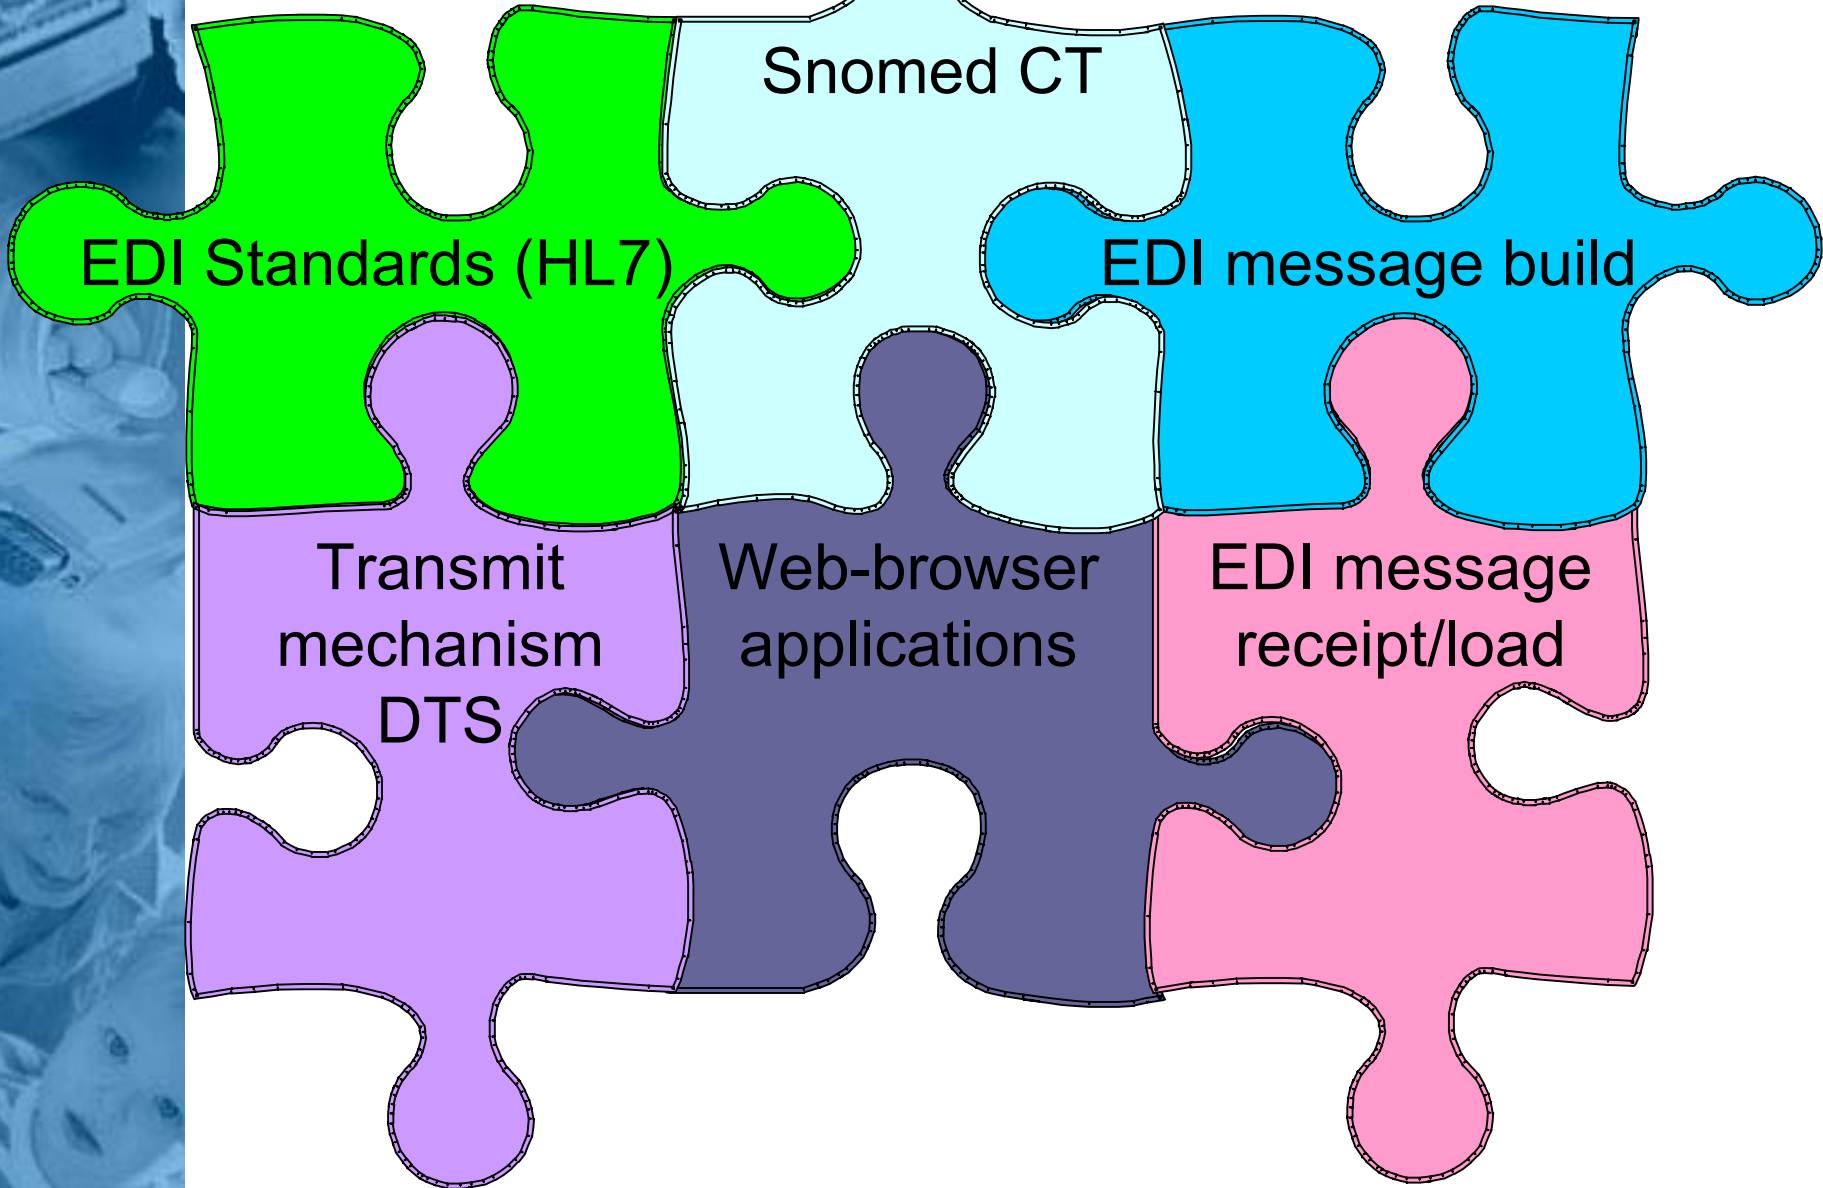 Snomed CT
EDI Standards (HL7)
EDI message build
Transmit
mechanism
DTS
Web-browser
applications
EDI message
receipt/load